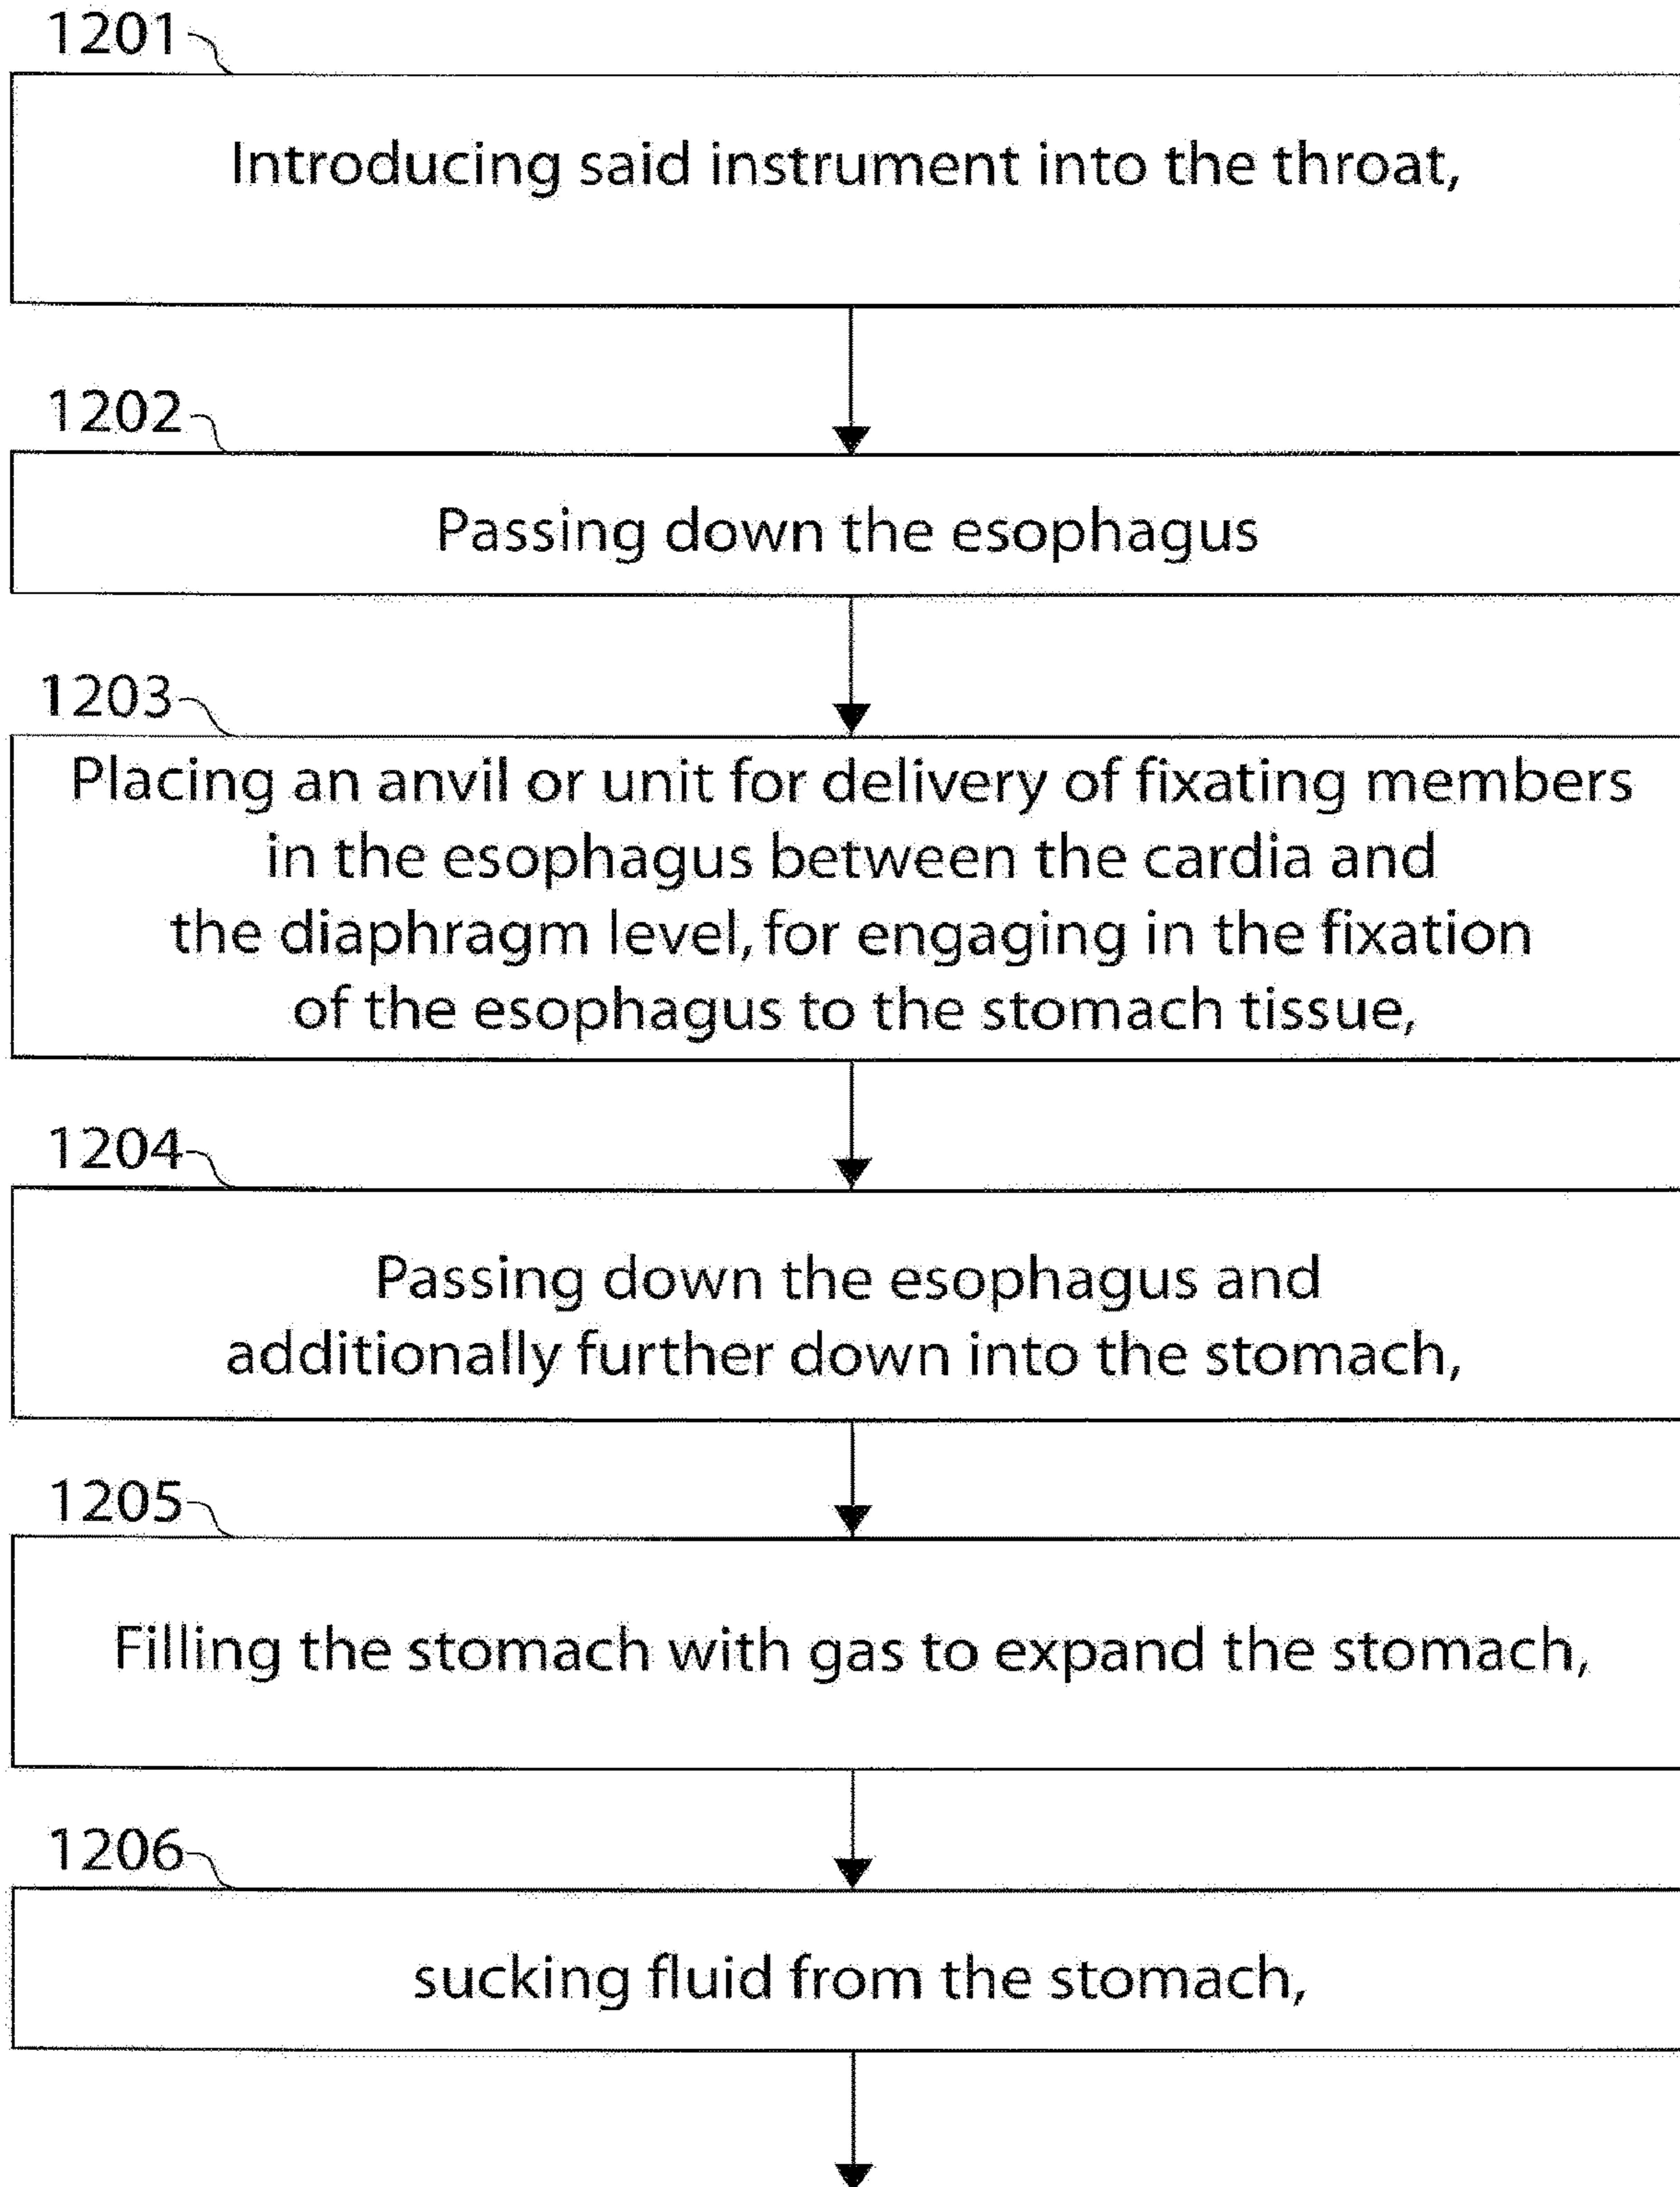 1201
Introducing said instrument into the throat,
1202
Passing down the esophagus
1203
Placing an anvil or unit for delivery of fixating members
in the esophagus between the cardia and
the diaphragm level, for engaging in the fixation
of the esophagus to the stomach tissue,
1204
Passing down the esophagus and
additionally further down into the stomach,
1205
Filling the stomach with gas to expand the stomach,
1206
sucking fluid from the stomach,